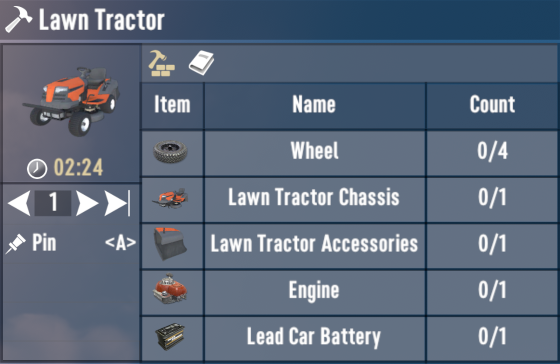 Lawn Tractor
02:24
1
Pin <A>
Item Name Count
Wheel 0/4
Lawn Tractor Chassis 0/1
Lawn Tractor Accessories 0/1
Engine 0/1
Lead Car Battery 0/1